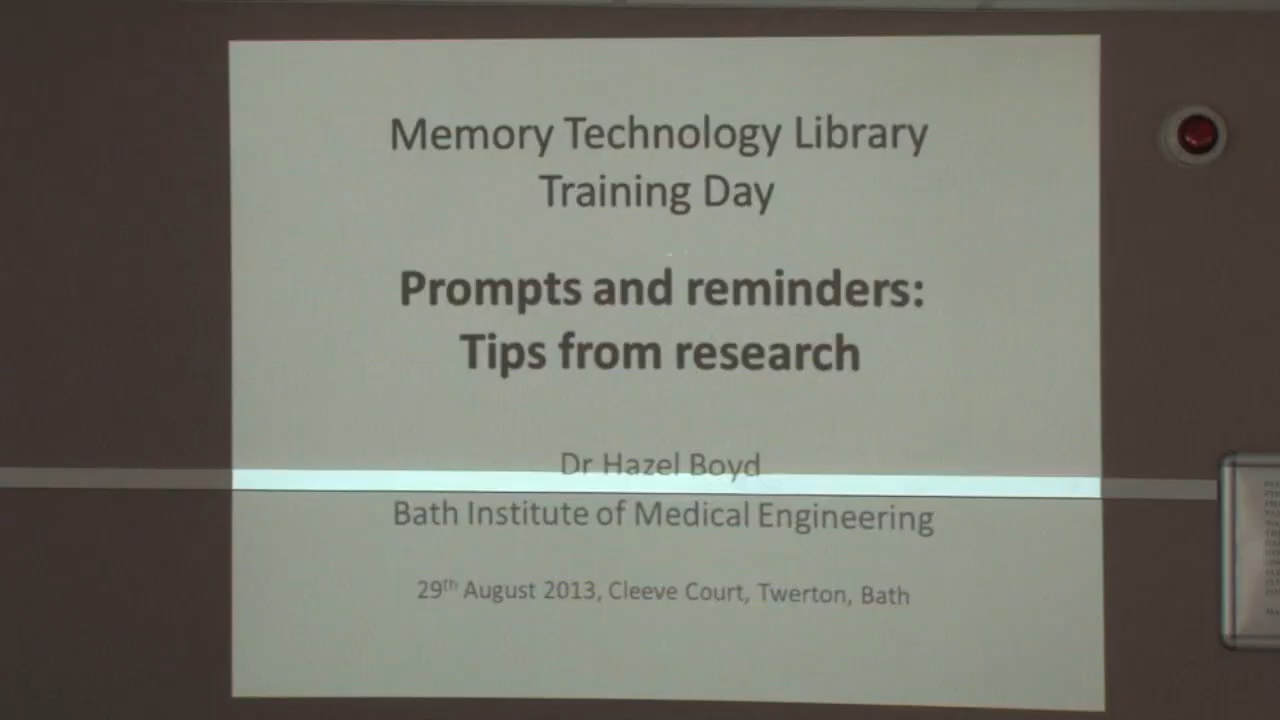 Memory Technology Library
Training Day
Prompts and reminders:
Tips from research
Dr Hazel Boyd
Bath Institute of Medical Engineering
29th August 2013, Cleeve Court, Twerton, Bath